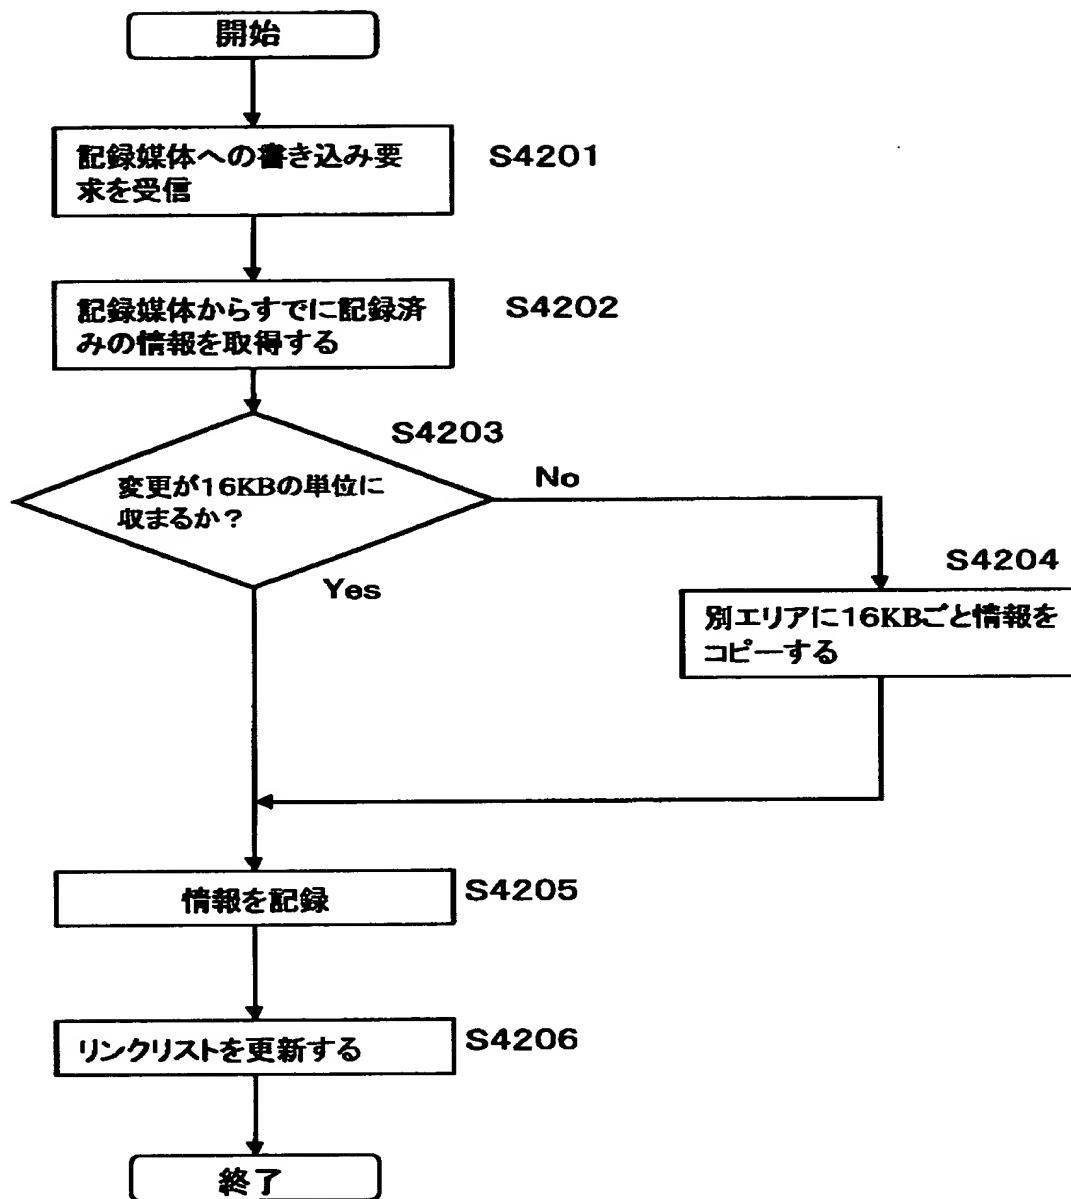 開始
記録媒体への書き込み要
求を受信
S4201
記録媒体からすでに記録済
みの情報を取得する
S4202
S4203
変更が16KBの単位に
収まるか？
No
Yes
S4204
別エリアに16KBごと情報を
コピーする
情報を記録
S4205
リンクリストを更新する
S4206
終了